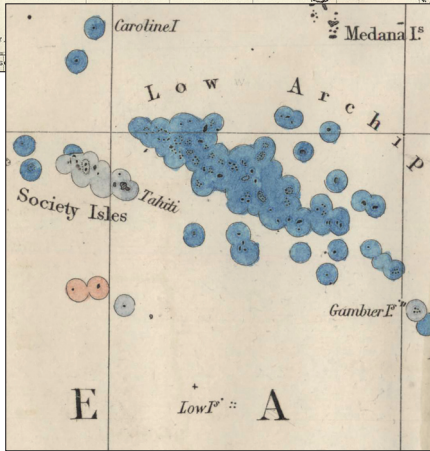 Caroline I
Medana Is.
Low Archip
Society Isles
Tahiti
Gambier Is.
Low Is.
E A